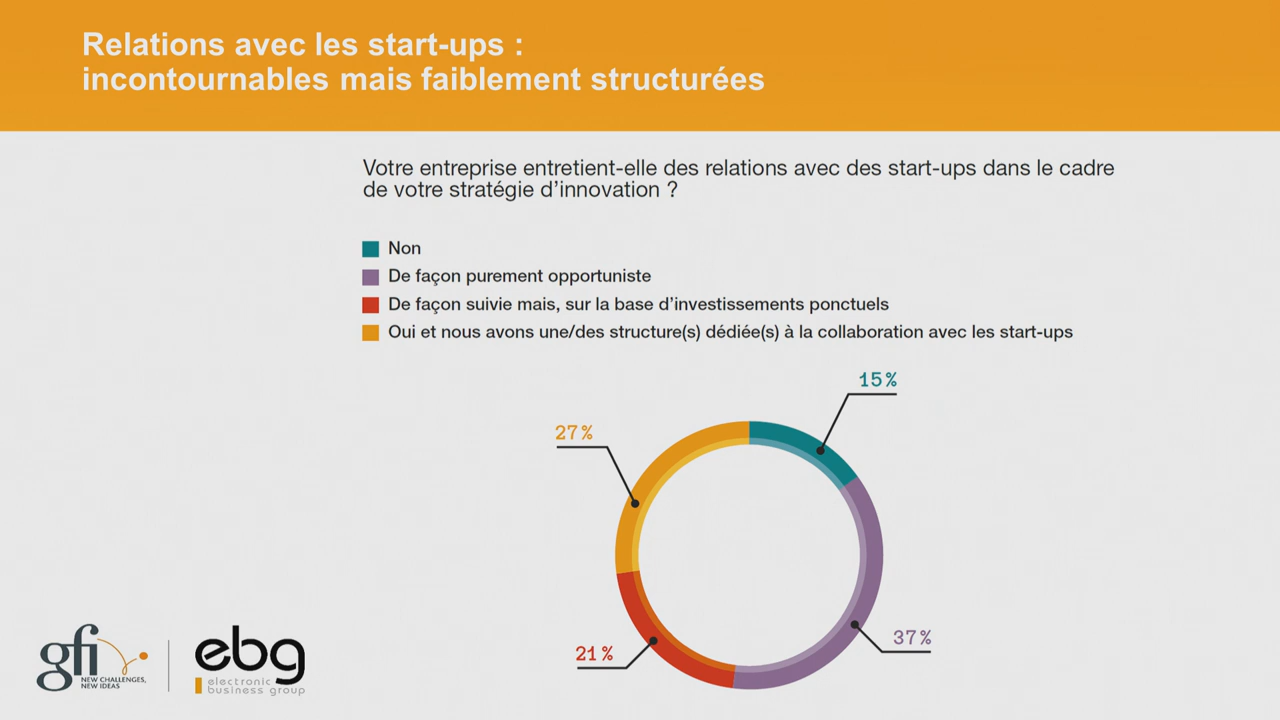 Relations avec les start-ups :
incontournables mais faiblement structurées
Votre entreprise entretient-elle des relations avec des start-ups dans le cadre
de votre stratégie d'innovation ?
Non
De façon purement opportuniste
De façon suivie mais, sur la base d'investissements ponctuels
Oui et nous avons une/des structure(s) dédiée(s) à la collaboration avec les start-ups
15%
27%
37%
21%
gfi
NEW CHALLENGES,
NEW IDEAS
ebg
electronic
business group